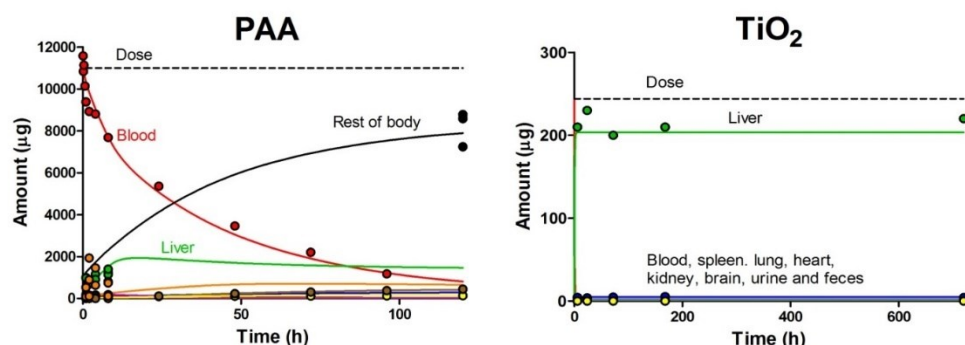 PAA
12000
10000
8000
6000
4000
2000
0
Amount (µg)
Dose
Blood
Rest of body
Liver
0
50
100
Time (h)
TiO2
300
200
100
0
Amount (µg)
Dose
Liver
Blood, spleen. lung, heart,
kidney, brain, urine and feces
0
200
400
600
Time (h)